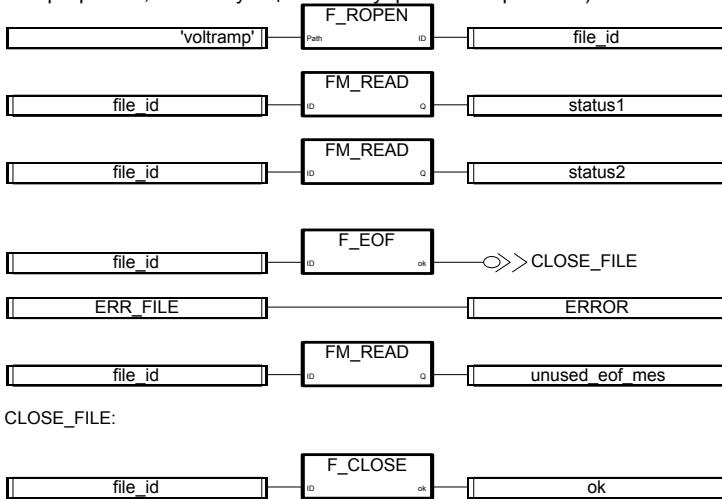 F_ROPEN
'voltramp' Path ID file_id
FM_READ
file_id ID Q status1
FM_READ
file_id ID Q status2
F_EOF
file_id ID ok CLOSE_FILE
ERR_FILE ERROR
FM_READ
file_id ID Q unused_eof_mes
CLOSE_FILE:
F_CLOSE
file_id ID ok ok